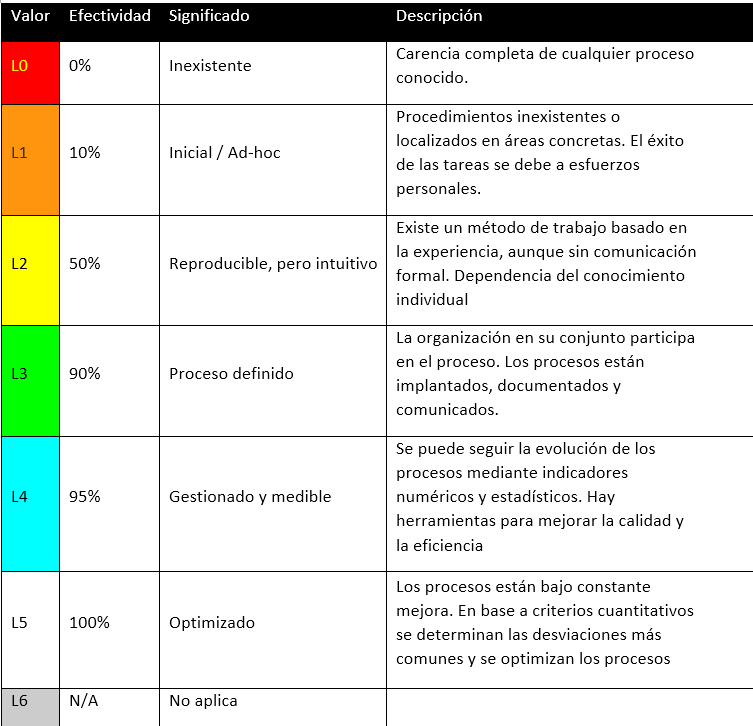 Valor Efectividad Significado Descripción
L0 0% Inexistente Carencia completa de cualquier proceso
conocido.
L1 10% Inicial / Ad-hoc Procedimientos inexistentes o
localizados en áreas concretas. El éxito
de las tareas se debe a esfuerzos
personales.
L2 50% Reproducible, pero intuitivo Existe un método de trabajo basado en
la experiencia, aunque sin comunicación
formal. Dependencia del conocimiento
individual
L3 90% Proceso definido La organización en su conjunto participa
en el proceso. Los procesos están
implantados, documentados y
comunicados.
L4 95% Gestionado y medible Se puede seguir la evolución de los
procesos mediante indicadores
numéricos y estadísticos. Hay
herramientas para mejorar la calidad y
la eficiencia
L5 100% Optimizado Los procesos están bajo constante
mejora. En base a criterios cuantitativos
se determinan las desviaciones más
comunes y se optimizan los procesos
L6 N/A No aplica